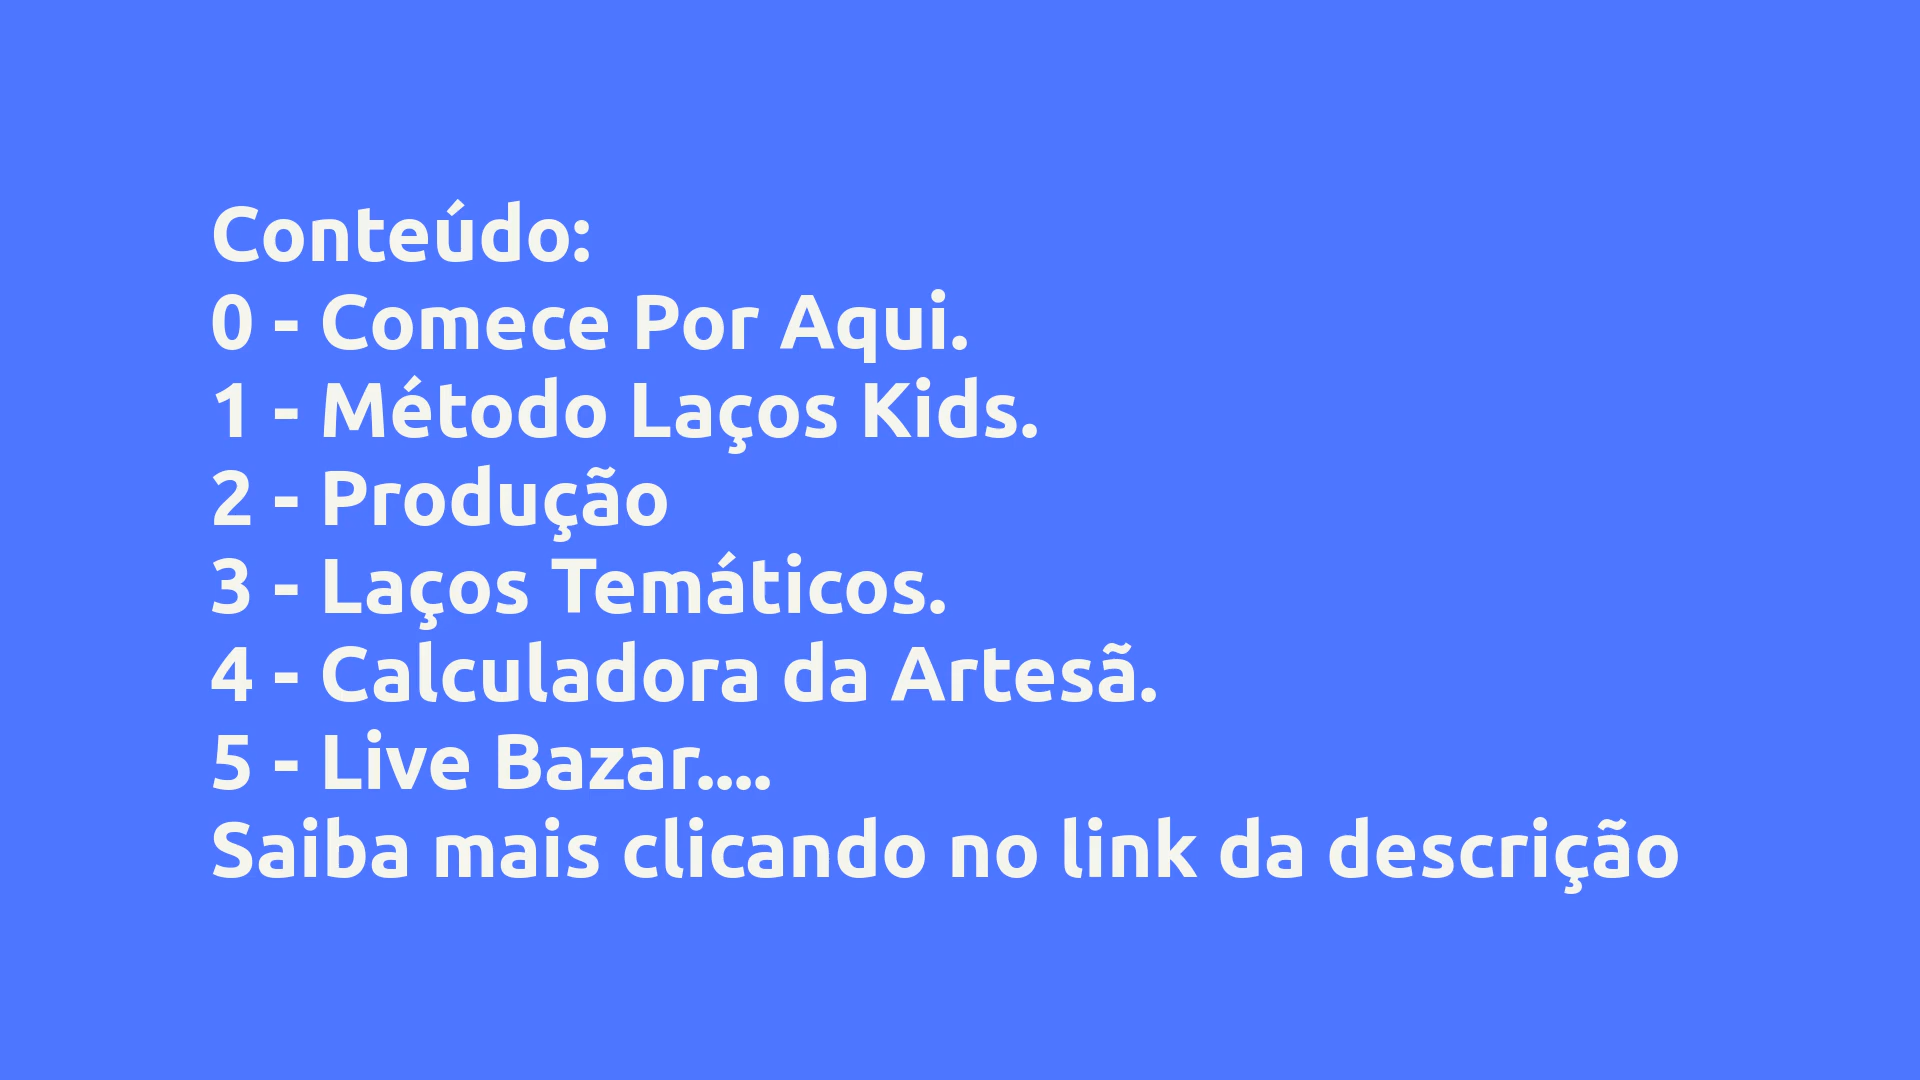 Conteúdo:
0 - Comece Por Aqui.
1 - Método Laços Kids.
2 - Produção
3 - Laços Temáticos.
4 - Calculadora da Artesã.
5 - Live Bazar....
Saiba mais clicando no link da descrição